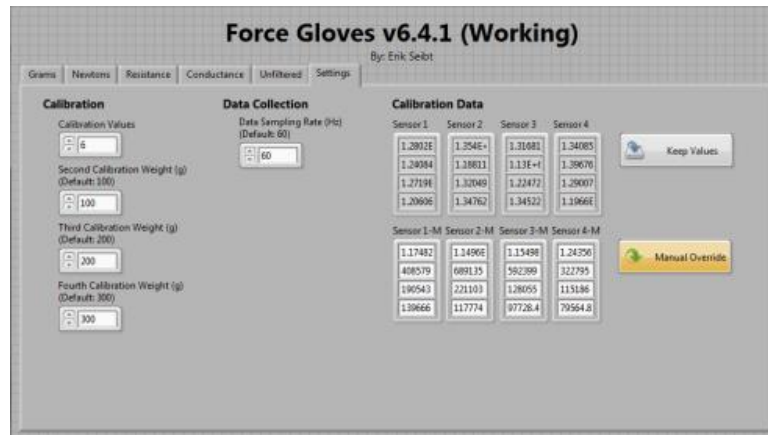 Force Gloves v6.4.1 (Working)
By: Erik Seibt
Grams Newtons Resistance Conductance Unfiltered Settings
Calibration
Calibration Values
6
Second Calibration Weight (g)
(Default: 100)
100
Third Calibration Weight (g)
(Default: 200)
200
Fourth Calibration Weight (g)
(Default: 300)
300
Data Collection
Data Sampling Rate (Hz)
(Default: 60)
60
Calibration Data
Sensor 1 Sensor 2 Sensor 3 Sensor 4
1.2802E 1.354E+ 1.31681 1.34085
1.24084 1.18811 1.39676
1.2719E 1.32049 1.22472 1.29007
1.20606 1.34762 1.34522 1.1966E
Sensor 1-M Sensor 2-M Sensor 3-M Sensor 4-M
1.17482 1.1496E 1.15498 1.24356
408579 689135 592399 322795
190543 221103 128055 115186
139666 117774 97728.4 79564.8
Keep Values
Manual Override